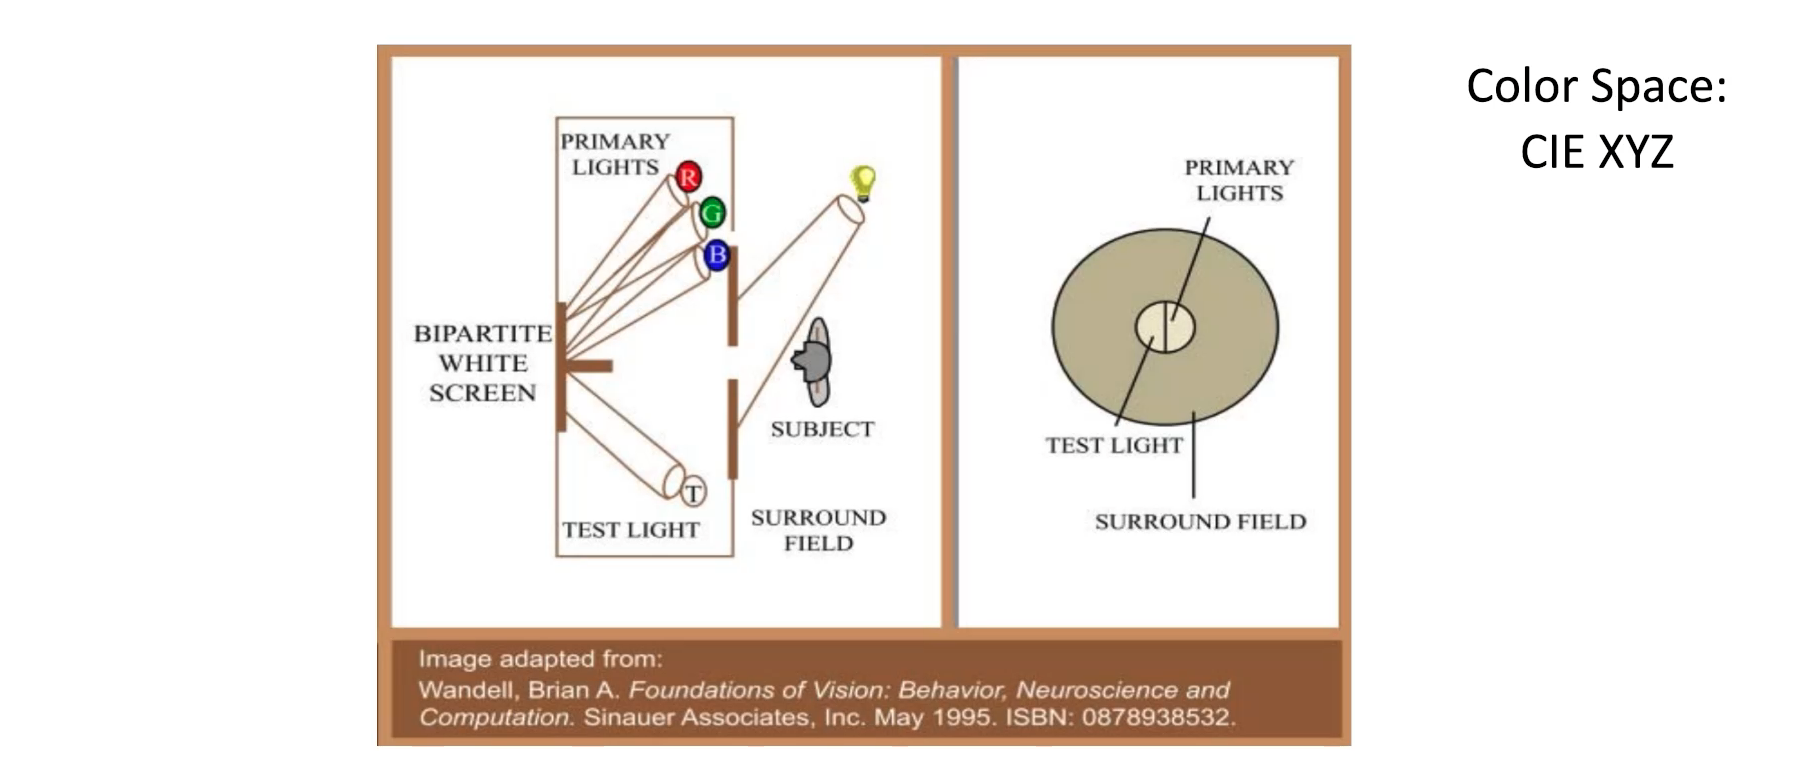 Color Space:
CIE XYZ
PRIMARY
LIGHTS
R
G
B
BIPARTITE
WHITE
SCREEN
SUBJECT
T
TEST LIGHT
SURROUND
FIELD
PRIMARY
LIGHTS
TEST LIGHT
SURROUND FIELD
Image adapted from:
Wandell, Brian A. Foundations of Vision: Behavior, Neuroscience and
Computation. Sinauer Associates, Inc. May 1995. ISBN: 0878938532.